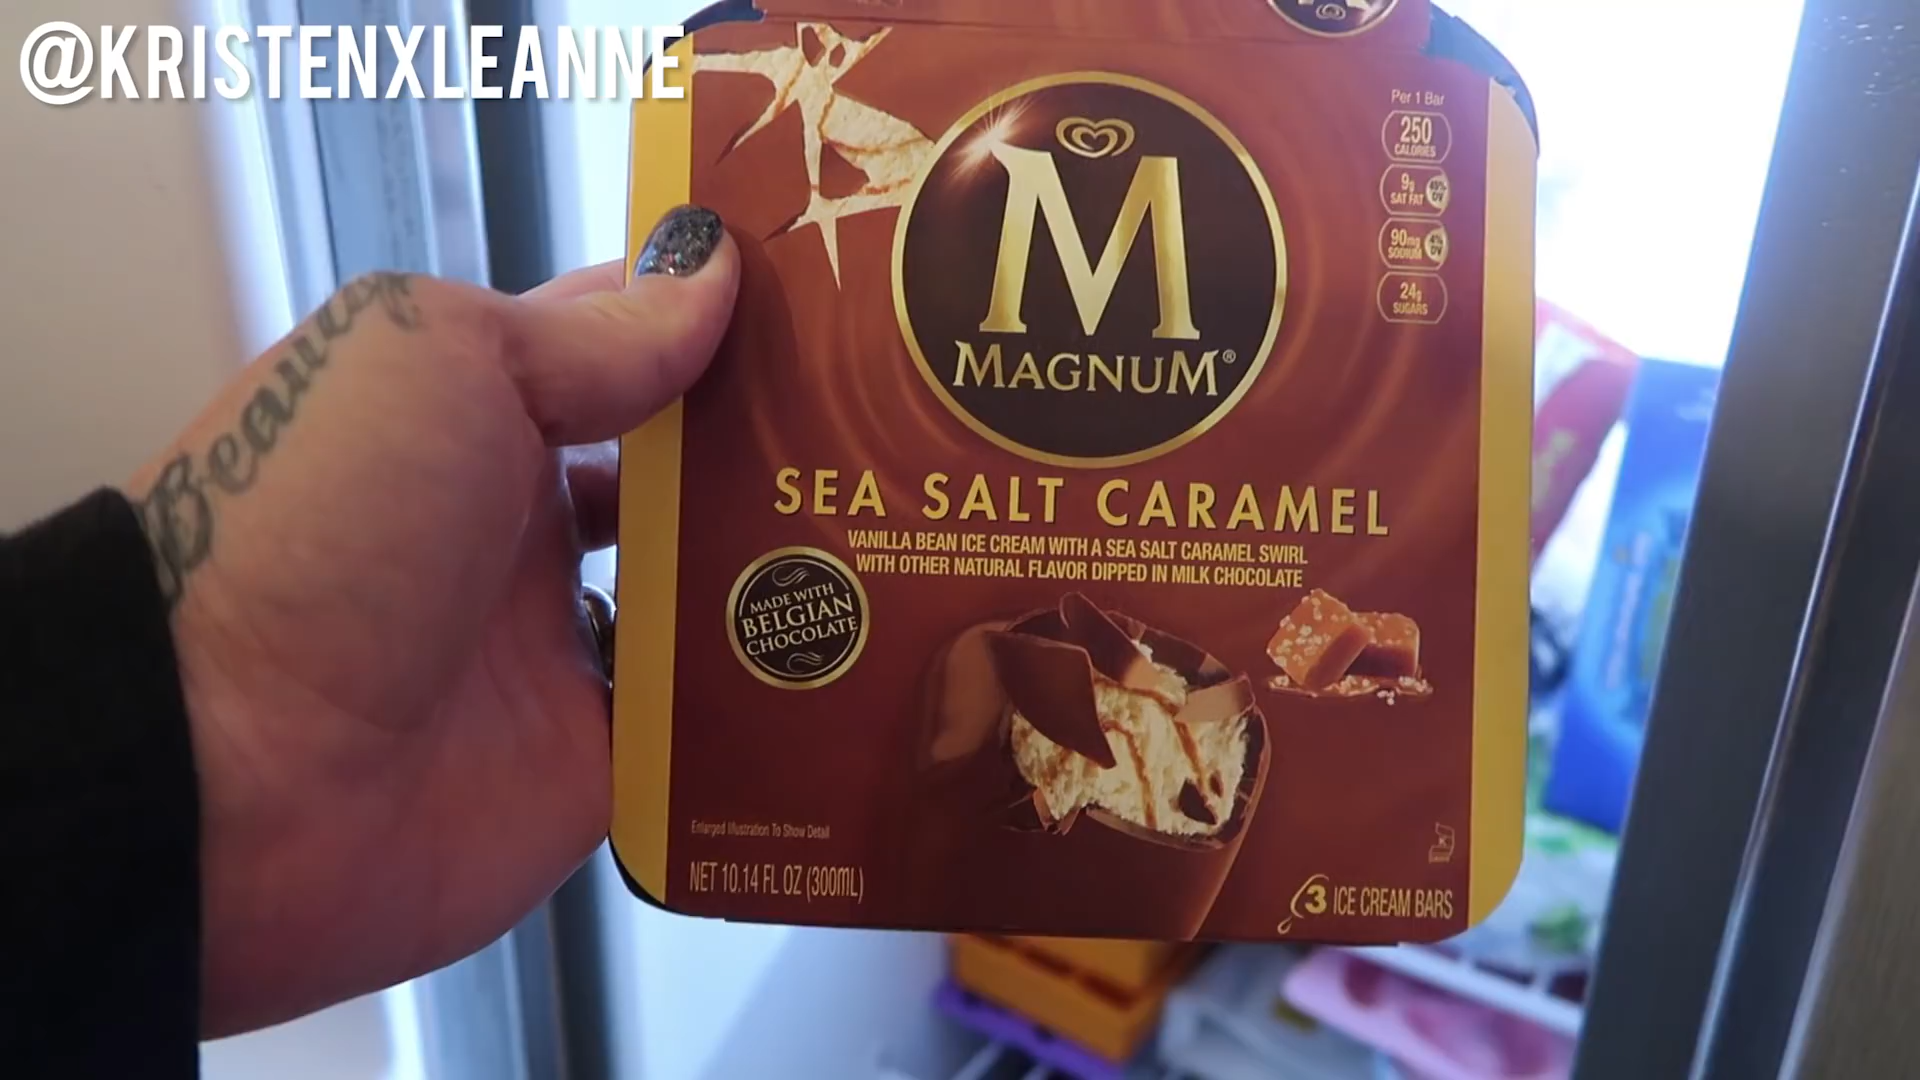 @KRISTENXLEANNE
Per 1 Bar
250
CALORIES
9g
SAT FAT
90mg
SODIUM
24g
SUGARS
M
MAGNUM®
SEA SALT CARAMEL
VANILLA BEAN ICE CREAM WITH A SEA SALT CARAMEL SWIRL
WITH OTHER NATURAL FLAVOR DIPPED IN MILK CHOCOLATE
MADE WITH
BELGIAN
CHOCOLATE
Enlarged Illustration To Show Detail
NET 10.14 FL OZ (300mL)
3 ICE CREAM BARS